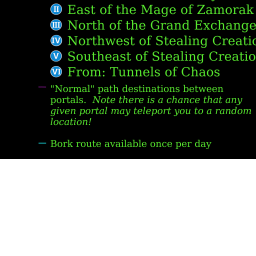 II East of the Mage of Zamorak
III North of the Grand Exchange
IV Northwest of Stealing Creatio
V Southeast of Stealing Creatio
VI From: Tunnels of Chaos
"Normal" path destinations between
portals. Note there is a chance that any
given portal may teleport you to a random
location!
Bork route available once per day